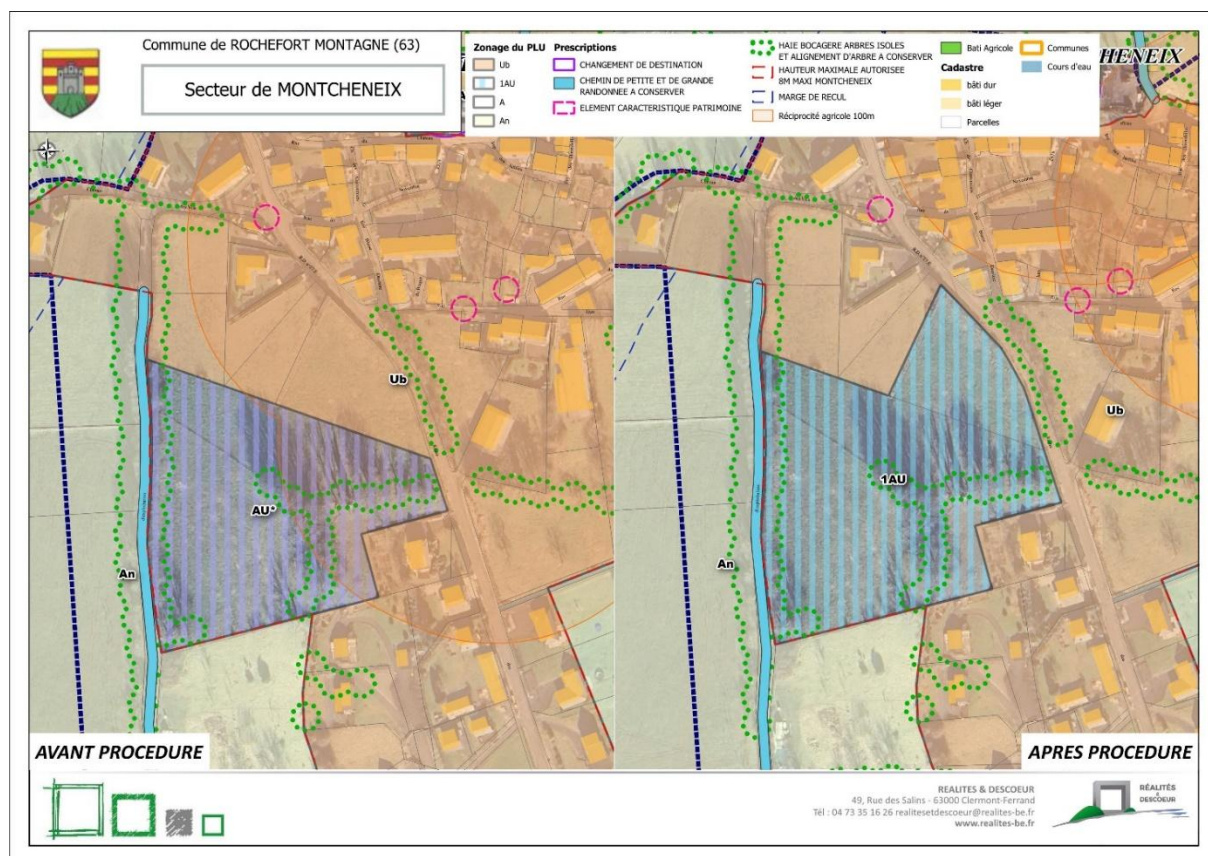 Commune de ROCHEFORT MONTAGNE (63)
Secteur de MONTCHENEIX
Zonage du PLU
Ub
1AU
A
An
Prescriptions
CHANGEMENT DE DESTINATION
CHEMIN DE PETITE ET DE GRANDE
RANDONNEE A CONSERVER
ELEMENT CARACTERISTIQUE PATRIMOINE
HAIE BOCAGERE ARBRES ISOLES
ET ALIGNEMENT D'ARBRE A CONSERVER
HAUTEUR MAXIMALE AUTORISEE
8M MAXI MONTCHENEIX
MARGE DE RECUL
Réciprocité agricole 100m
Bati Agricole
Cadastre
bâti dur
bâti léger
Parcelles
Communes
Cours d'eau
HENEIX
Ub
AU*
An
AVANT PROCEDURE
Ub
1AU
An
APRES PROCEDURE
REALITES & DESCOEUR
49, Rue des Salins - 63000 Clermont-Ferrand
Tél : 04 73 35 16 26 realitesetdescoeur@realites-be.fr
www.realites-be.fr
RÉALITÉS
&
DESCOEUR